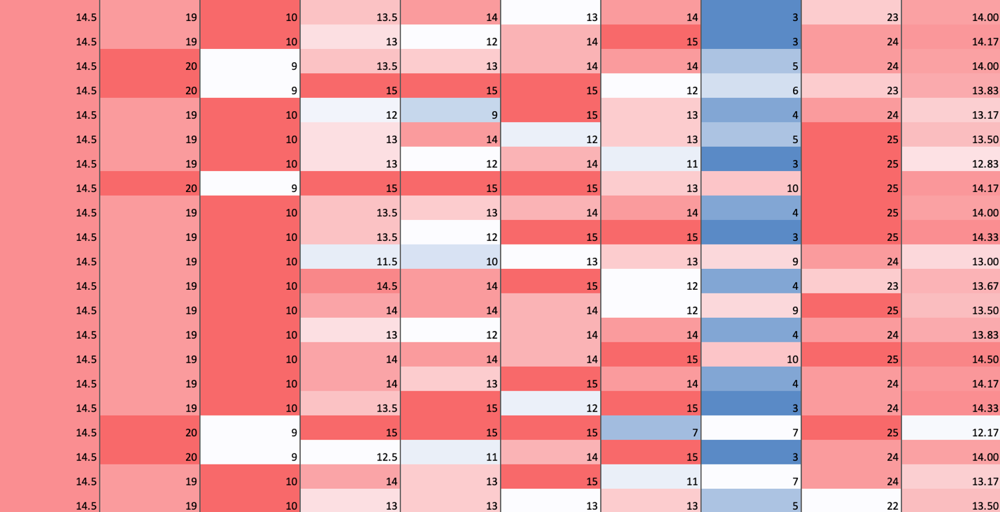 14.5 19 10 13.5 14 13 14 3 23 14.00
14.5 19 10 13 12 14 15 3 24 14.17
14.5 20 9 13.5 13 14 14 5 24 14.00
14.5 20 9 15 15 15 12 6 23 13.83
14.5 19 10 12 9 15 13 4 24 13.17
14.5 19 10 13 14 12 13 5 25 13.50
14.5 19 10 13 12 14 11 3 25 12.83
14.5 20 9 15 15 15 13 10 25 14.17
14.5 19 10 13.5 13 14 14 4 25 14.00
14.5 19 10 13.5 12 15 15 3 25 14.33
14.5 19 10 11.5 10 13 13 9 24 13.00
14.5 19 10 14.5 14 15 12 4 23 13.67
14.5 19 10 14 14 14 12 9 25 13.50
14.5 19 10 13 12 14 14 4 24 13.83
14.5 19 10 14 14 14 15 10 25 14.50
14.5 19 10 14 13 15 14 4 24 14.17
14.5 19 10 13.5 15 12 15 3 24 14.33
14.5 20 9 15 15 15 7 7 25 12.17
14.5 20 9 12.5 11 14 15 3 24 14.00
14.5 19 10 14 13 15 11 7 24 13.17
14.5 19 10 13 13 13 13 5 22 13.50